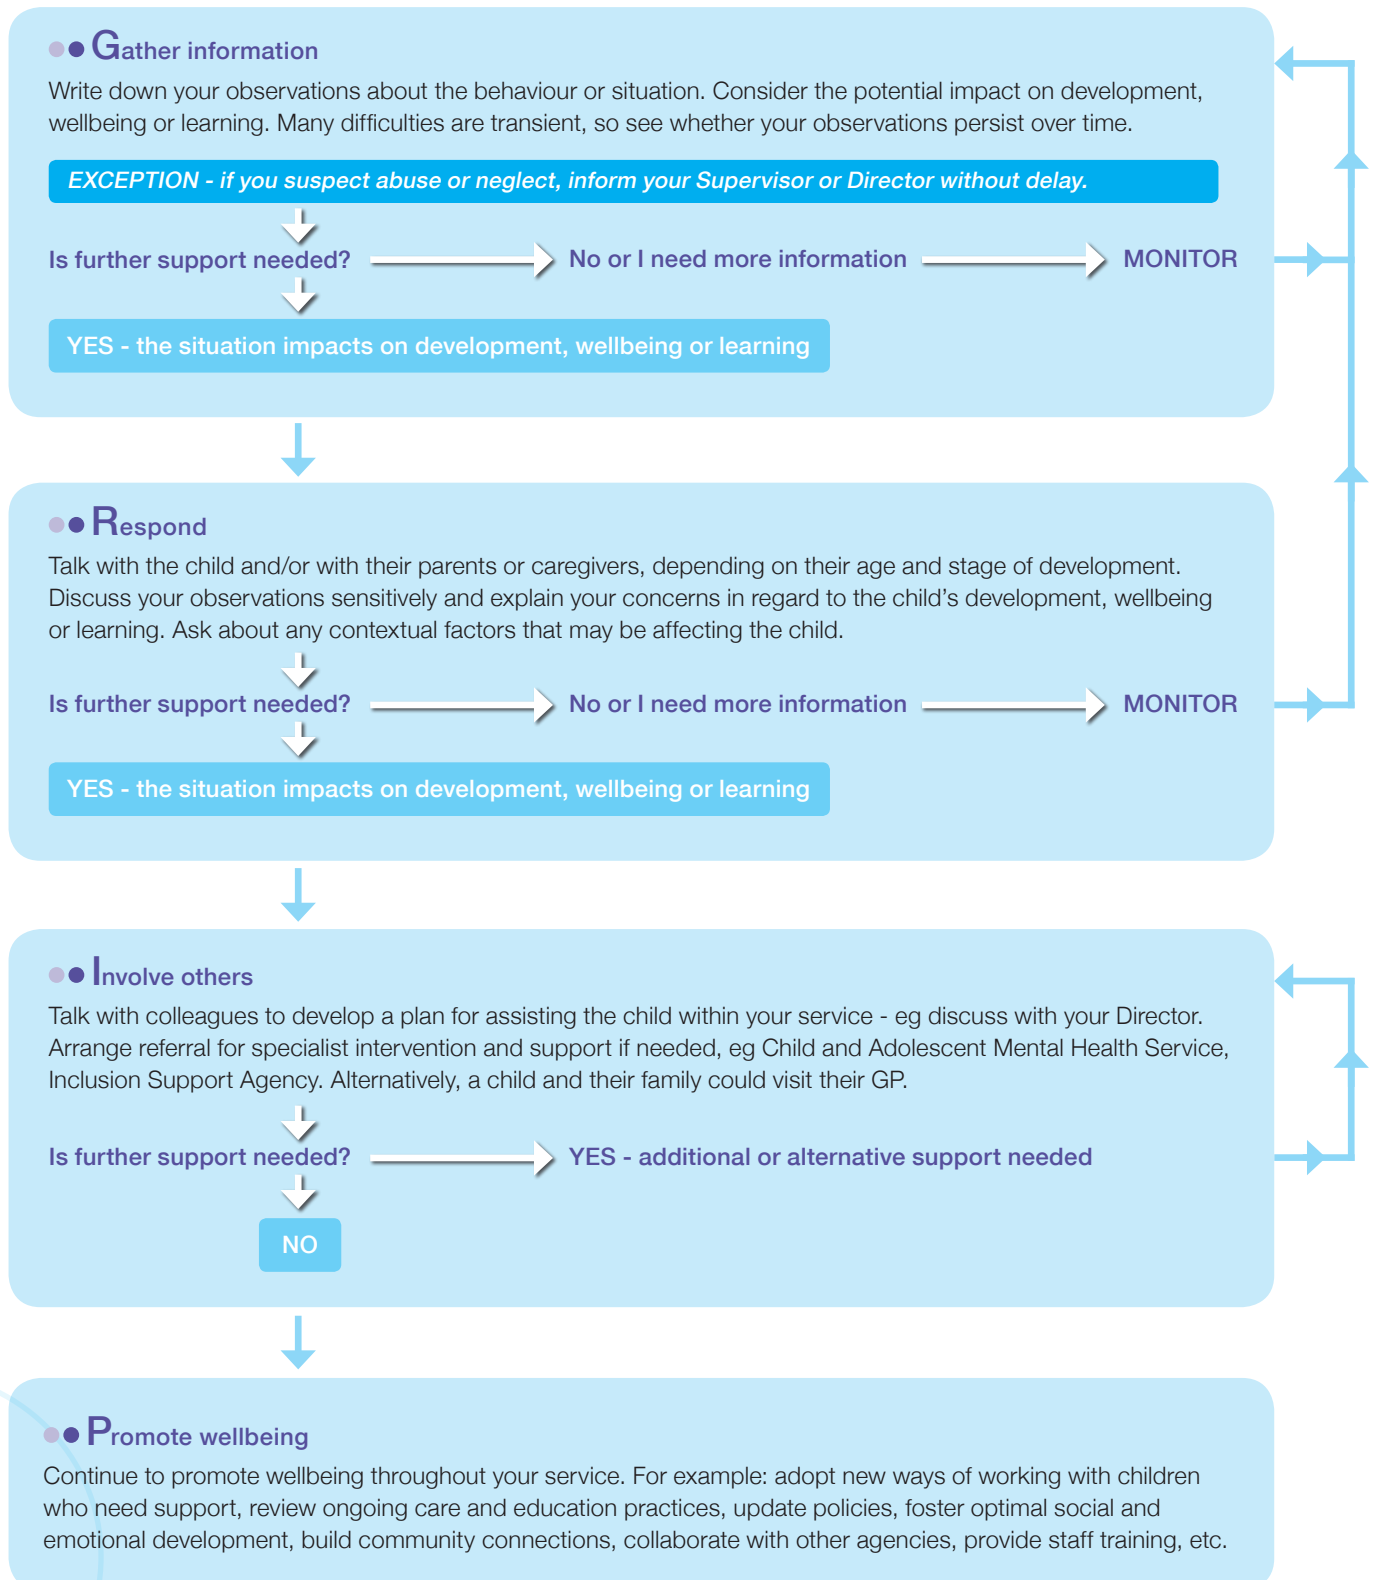 Gather information
Write down your observations about the behaviour or situation. Consider the potential impact on development,
wellbeing or learning. Many difficulties are transient, so see whether your observations persist over time.
EXCEPTION - if you suspect abuse or neglect, inform your Supervisor or Director without delay.
Is further support needed? No or I need more information MONITOR
YES - the situation impacts on development, wellbeing or learning
Respond
Talk with the child and/or with their parents or caregivers, depending on their age and stage of development.
Discuss your observations sensitively and explain your concerns in regard to the child's development, wellbeing
or learning. Ask about any contextual factors that may be affecting the child.
Is further support needed? No or I need more information MONITOR
YES - the situation impacts on development, wellbeing or learning
Involve others
Talk with colleagues to develop a plan for assisting the child within your service - eg discuss with your Director.
Arrange referral for specialist intervention and support if needed, eg Child and Adolescent Mental Health Service,
Inclusion Support Agency. Alternatively, a child and their family could visit their GP.
Is further support needed? YES - additional or alternative support needed
NO
Promote wellbeing
Continue to promote wellbeing throughout your service. For example: adopt new ways of working with children
who need support, review ongoing care and education practices, update policies, foster optimal social and
emotional development, build community connections, collaborate with other agencies, provide staff training, etc.